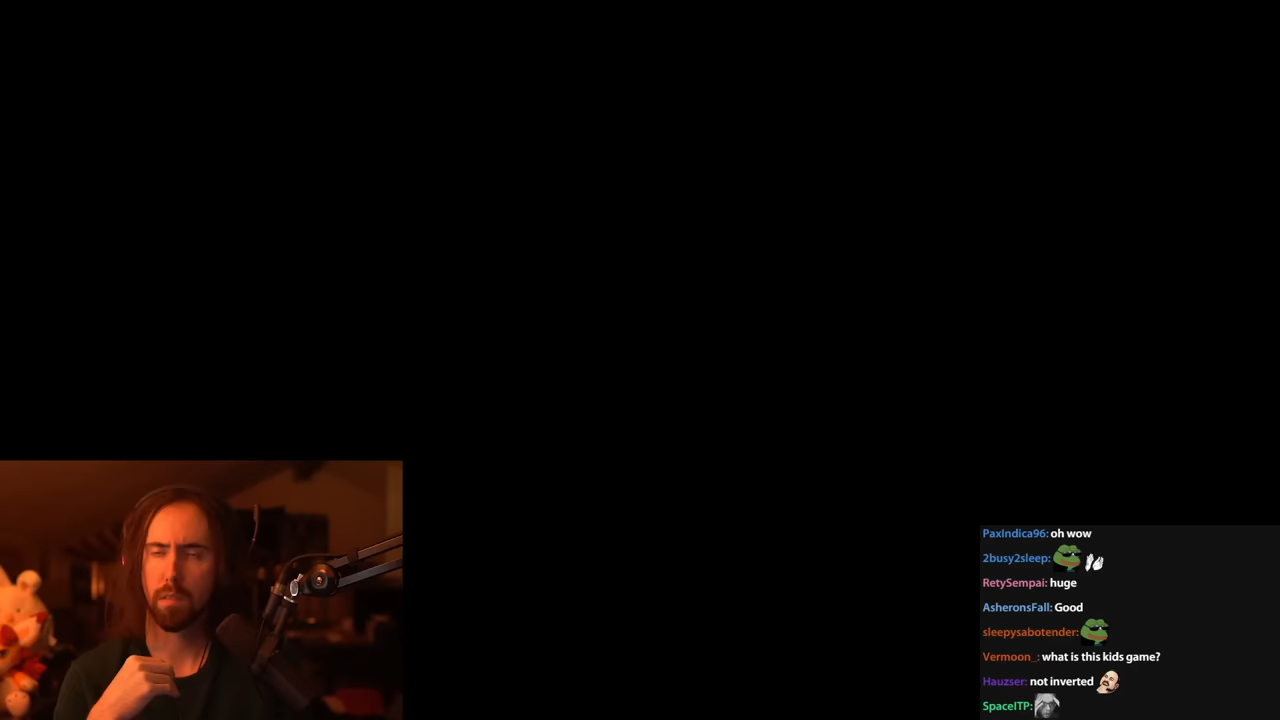 PaxIndica96: oh wow
2busy2sleep:
RetySempai: huge
AsheronsFall: Good
sleepysabotender:
Vermoon_: what is this kids game?
Hauzser: not inverted
SpaceITP: